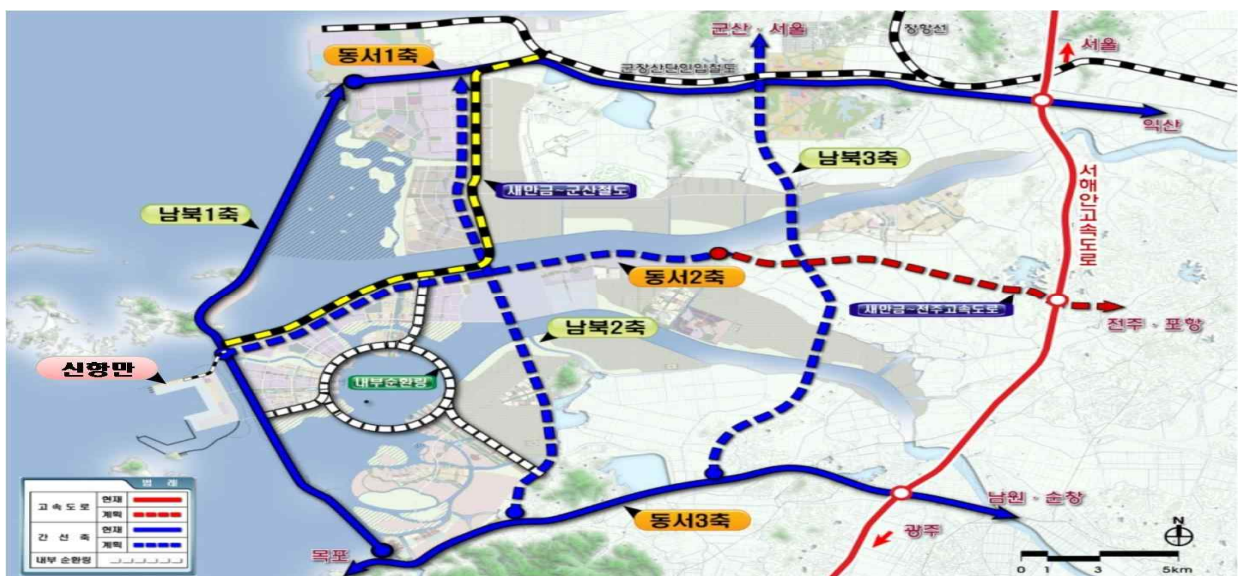 군산 - 서울
장항선
서울
동서1축
군장산단인입철도
익산
남북3축
새만금~군산철도
서해안고속도로
남북1축
동서2축
새만금~전주고속도로
전주 - 포항
남북2축
신항만
내부순환링
범 례
고 속 도 로
현재
계획
간 선 축
현재
계획
내부 순환링
남원 - 순창
동서3축
광주
목포
N
0 1 3 5km